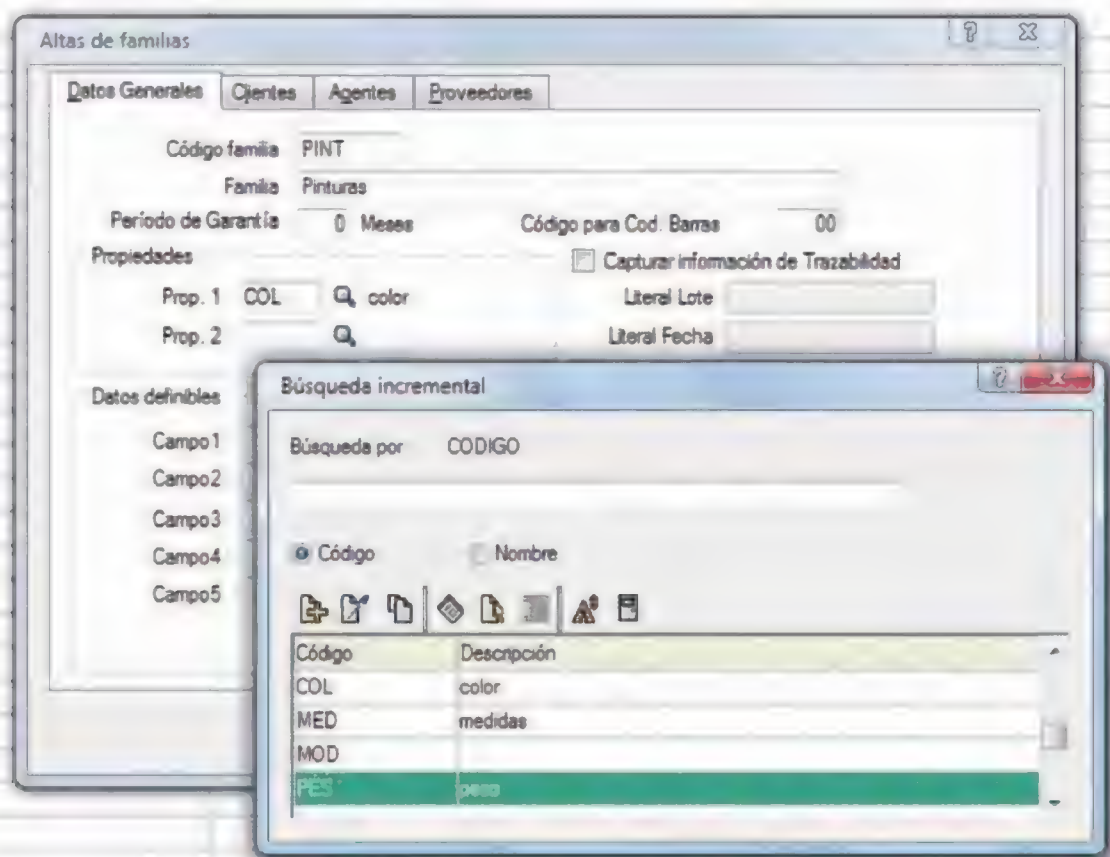 Altas de familias
Datos Generales Clientes Agentes Proveedores
Código familia PINT
Familia Pinturas
Período de Garantía 0 Meses Código para Cod. Barras 00
Propiedades Capturar información de Trazabilidad
Prop. 1 COL color Literal Lote
Prop. 2 Literal Fecha
Datos definibles
Campo1
Campo2
Campo3
Campo4
Campo5
Búsqueda incremental
Búsqueda por CODIGO
Código Nombre
Código Descripción
COL color
MED medidas
MOD
PES peso